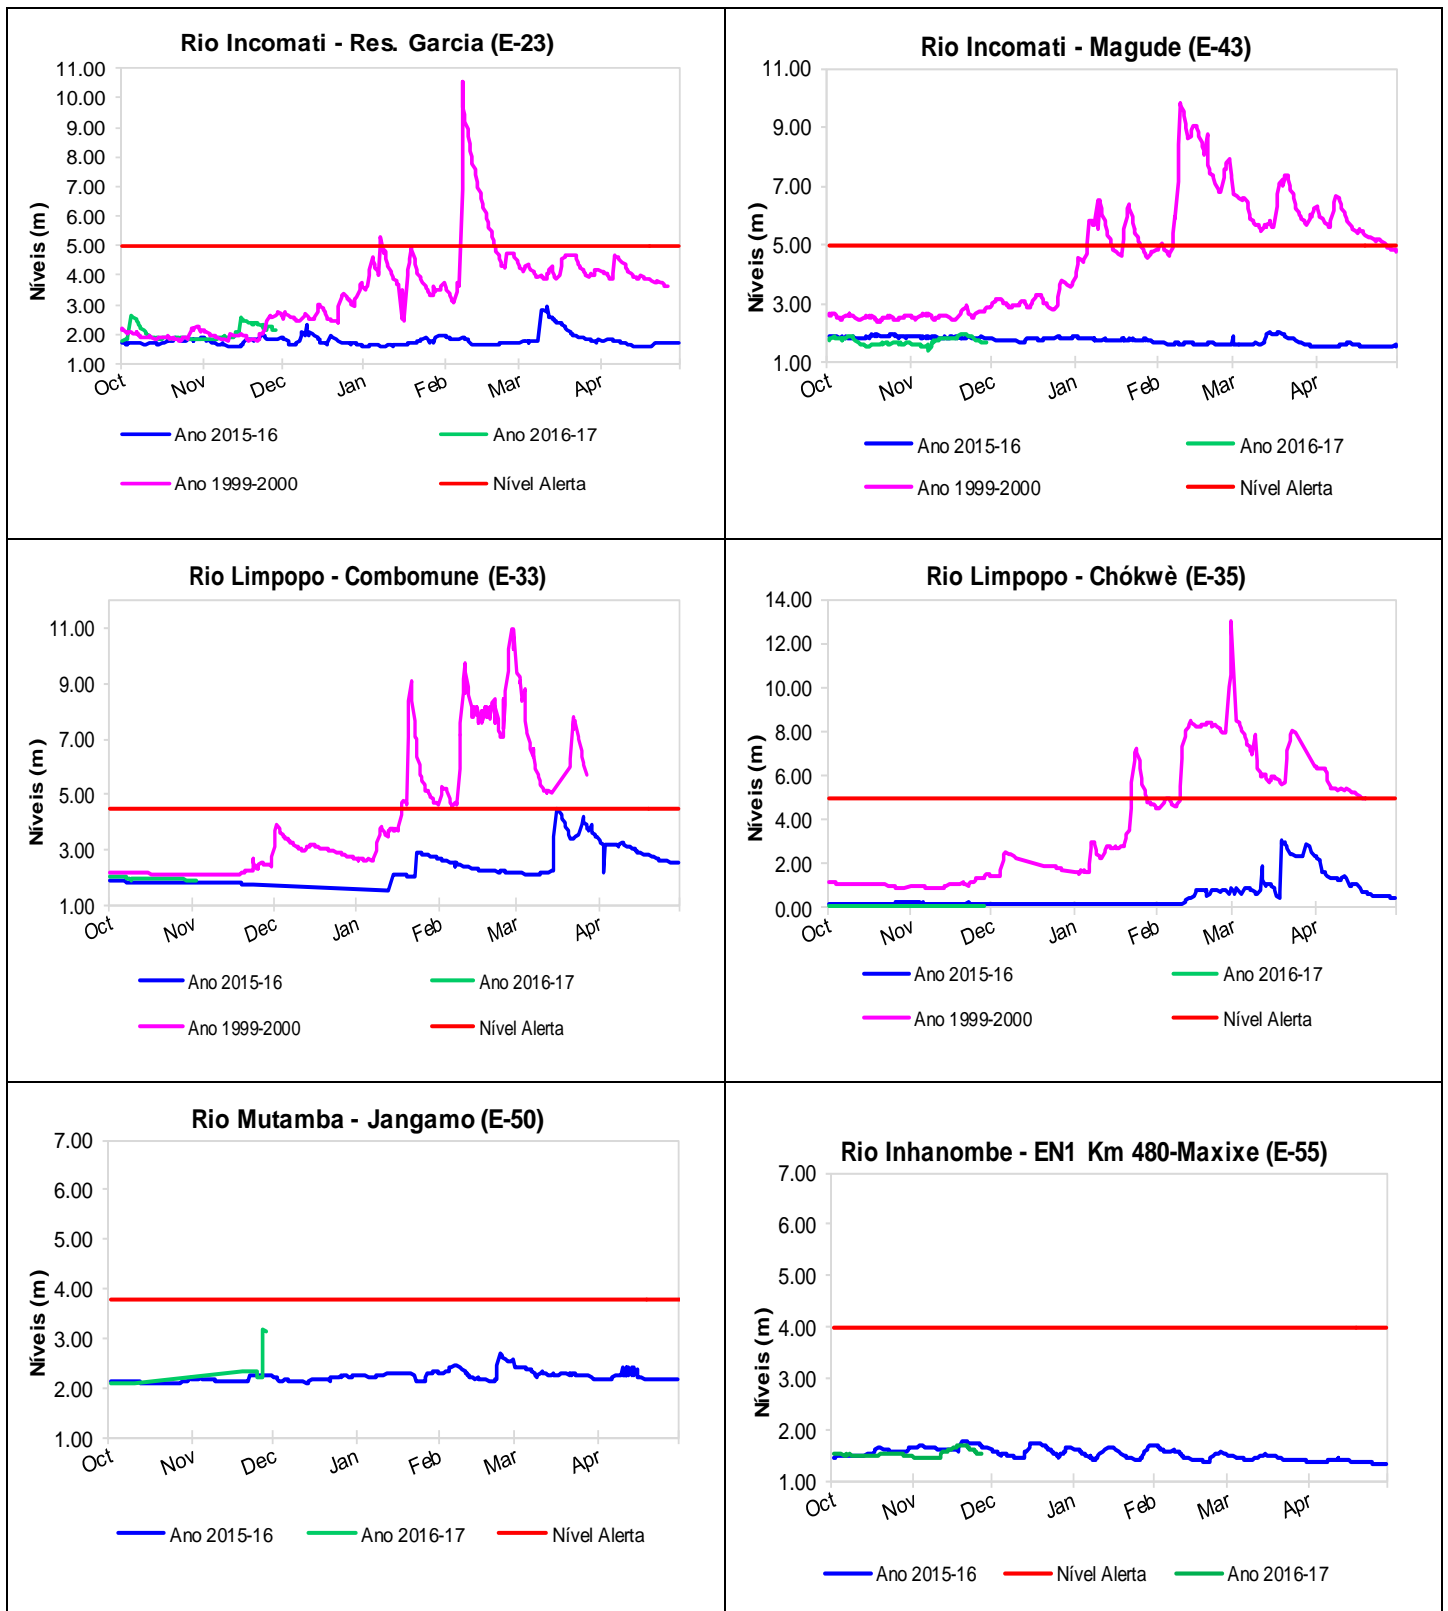 Rio Incomati - Res. Garcia (E-23)
Níveis (m)
11.00
10.00
9.00
8.00
7.00
6.00
5.00
4.00
3.00
2.00
1.00
Oct Nov Dec Jan Feb Mar Apr
Ano 2015-16 Ano 2016-17
Ano 1999-2000 Nível Alerta
Rio Incomati - Magude (E-43)
Níveis (m)
11.00
9.00
7.00
5.00
3.00
1.00
Oct Nov Dec Jan Feb Mar Apr
Ano 2015-16 Ano 2016-17
Ano 1999-2000 Nível Alerta
Rio Limpopo - Combomune (E-33)
Níveis (m)
11.00
9.00
7.00
5.00
3.00
1.00
Oct Nov Dec Jan Feb Mar Apr
Ano 2015-16 Ano 2016-17
Ano 1999-2000 Nível Alerta
Rio Limpopo - Chókwè (E-35)
Níveis (m)
14.00
12.00
10.00
8.00
6.00
4.00
2.00
0.00
Oct Nov Dec Jan Feb Mar Apr
Ano 2015-16 Ano 2016-17
Ano 1999-2000 Nível Alerta
Rio Mutamba - Jangamo (E-50)
Níveis (m)
7.00
6.00
5.00
4.00
3.00
2.00
1.00
Oct Nov Dec Jan Feb Mar Apr
Ano 2015-16 Ano 2016-17 Nível Alerta
Rio Inhanombe - EN1 Km 480-Maxixe (E-55)
Níveis (m)
7.00
6.00
5.00
4.00
3.00
2.00
1.00
Oct Nov Dec Jan Feb Mar Apr
Ano 2015-16 Nível Alerta Ano 2016-17